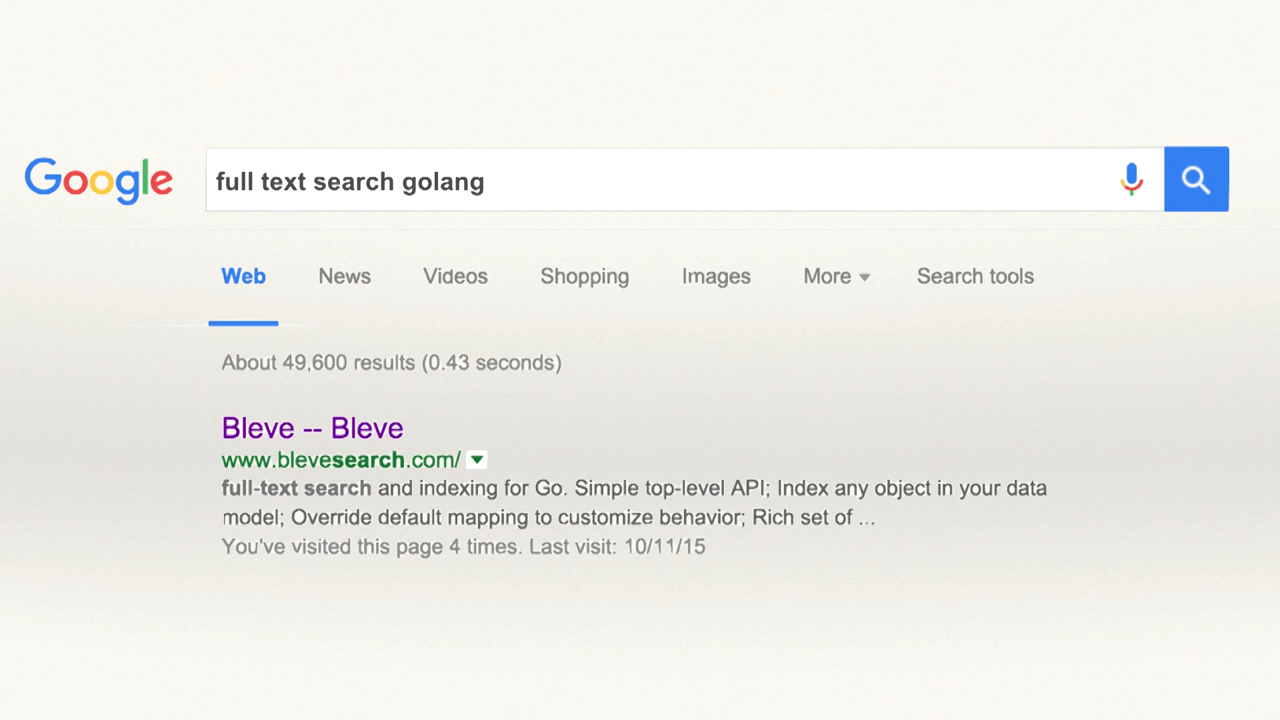 Google
full text search golang
Web News Videos Shopping Images More Search tools
About 49,600 results (0.43 seconds)
Bleve -- Bleve
www.blevesearch.com/
full-text search and indexing for Go. Simple top-level API; Index any object in your data
model; Override default mapping to customize behavior; Rich set of ...
You've visited this page 4 times. Last visit: 10/11/15